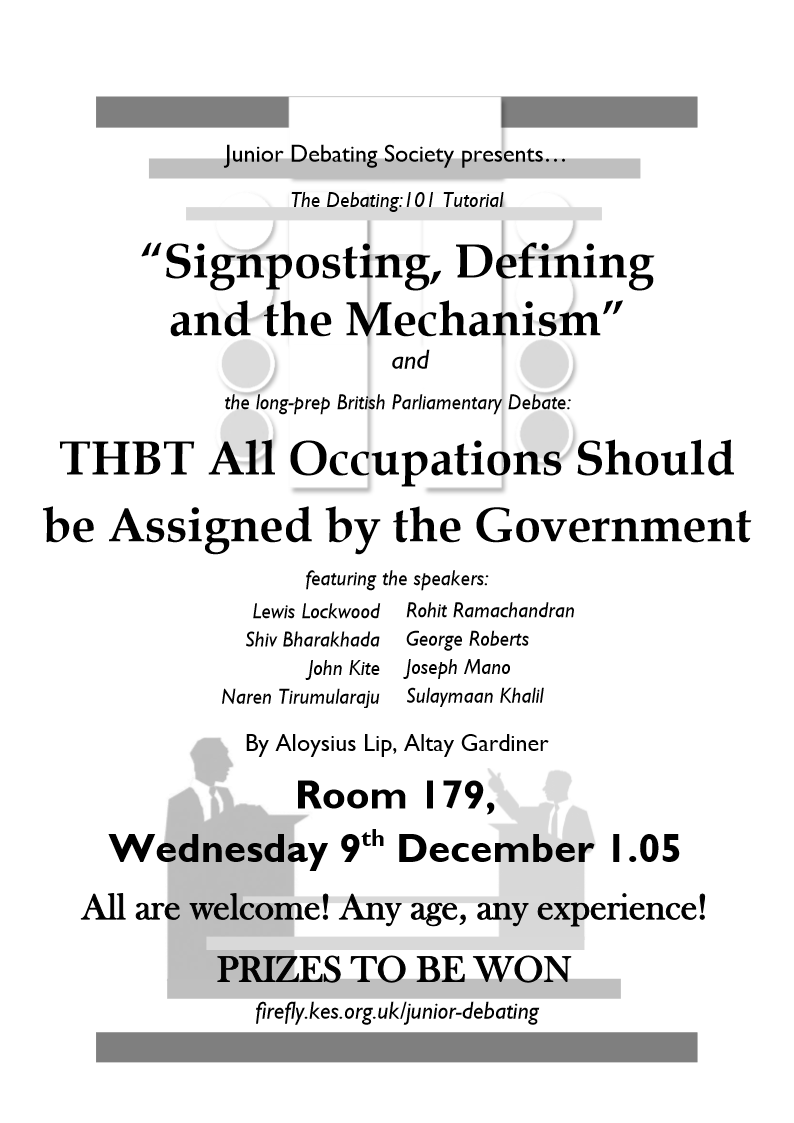 Junior Debating Society presents…
The Debating:101 Tutorial
“Signposting, Defining
and the Mechanism”
and
the long-prep British Parliamentary Debate:
THBT All Occupations Should
be Assigned by the Government
featuring the speakers:
Lewis Lockwood Rohit Ramachandran
Shiv Bharakhada George Roberts
John Kite Joseph Mano
Naren Tirumularaju Sulaymaan Khalil
By Aloysius Lip, Altay Gardiner
Room 179,
Wednesday 9th December 1.05
All are welcome! Any age, any experience!
PRIZES TO BE WON
firefly.kes.org.uk/junior-debating